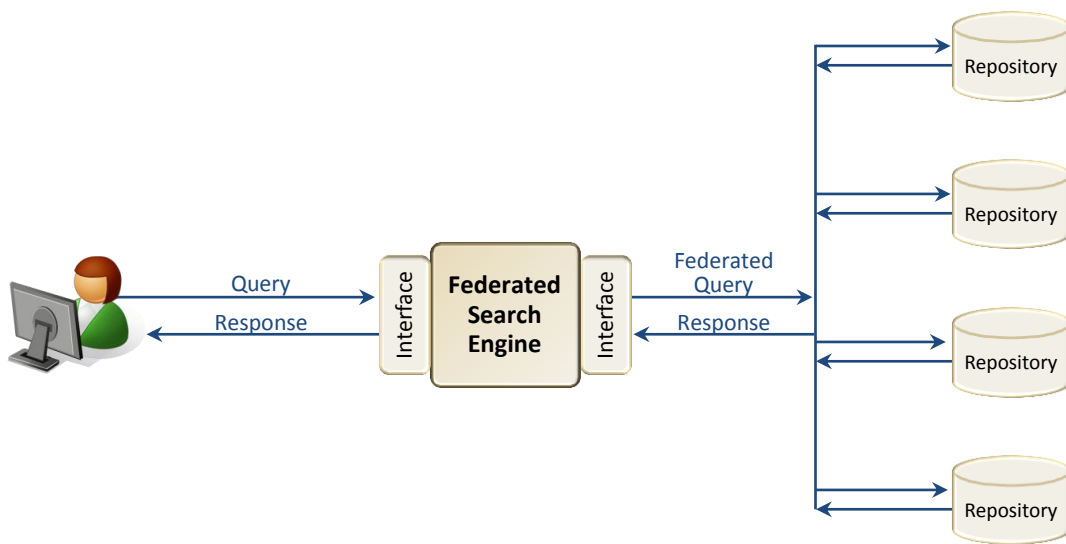 Repository
Repository
Query
Response
Interface
Federated
Search
Engine
Interface
Federated
Query
Response
Repository
Repository